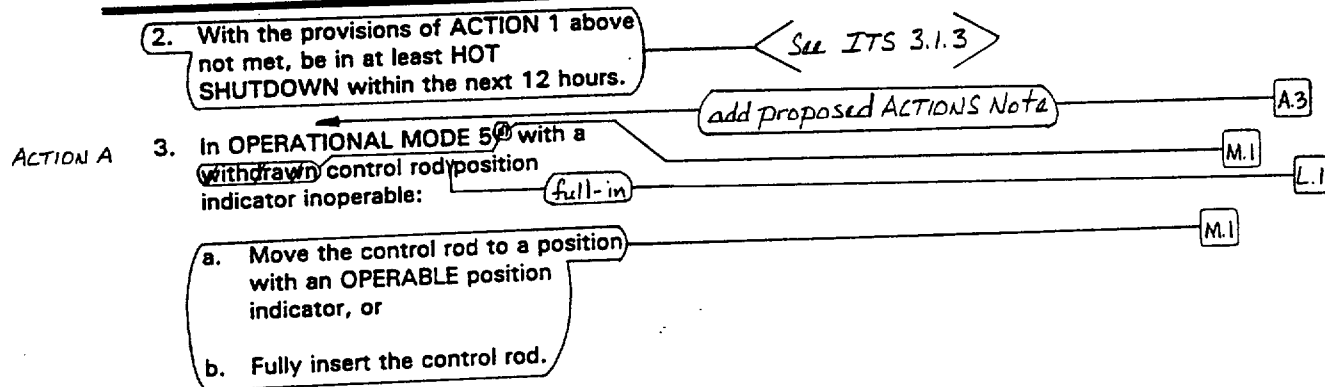 2. With the provisions of ACTION 1 above
not met, be in at least HOT
SHUTDOWN within the next 12 hours.
See ITS 3.1.3
add proposed ACTIONS Note
A.3
ACTION A
3. In OPERATIONAL MODE 5 with a
withdrawn control rod position
indicator inoperable:
M.1
full-in
L.1
a. Move the control rod to a position
with an OPERABLE position
indicator, or
M.1
b. Fully insert the control rod.